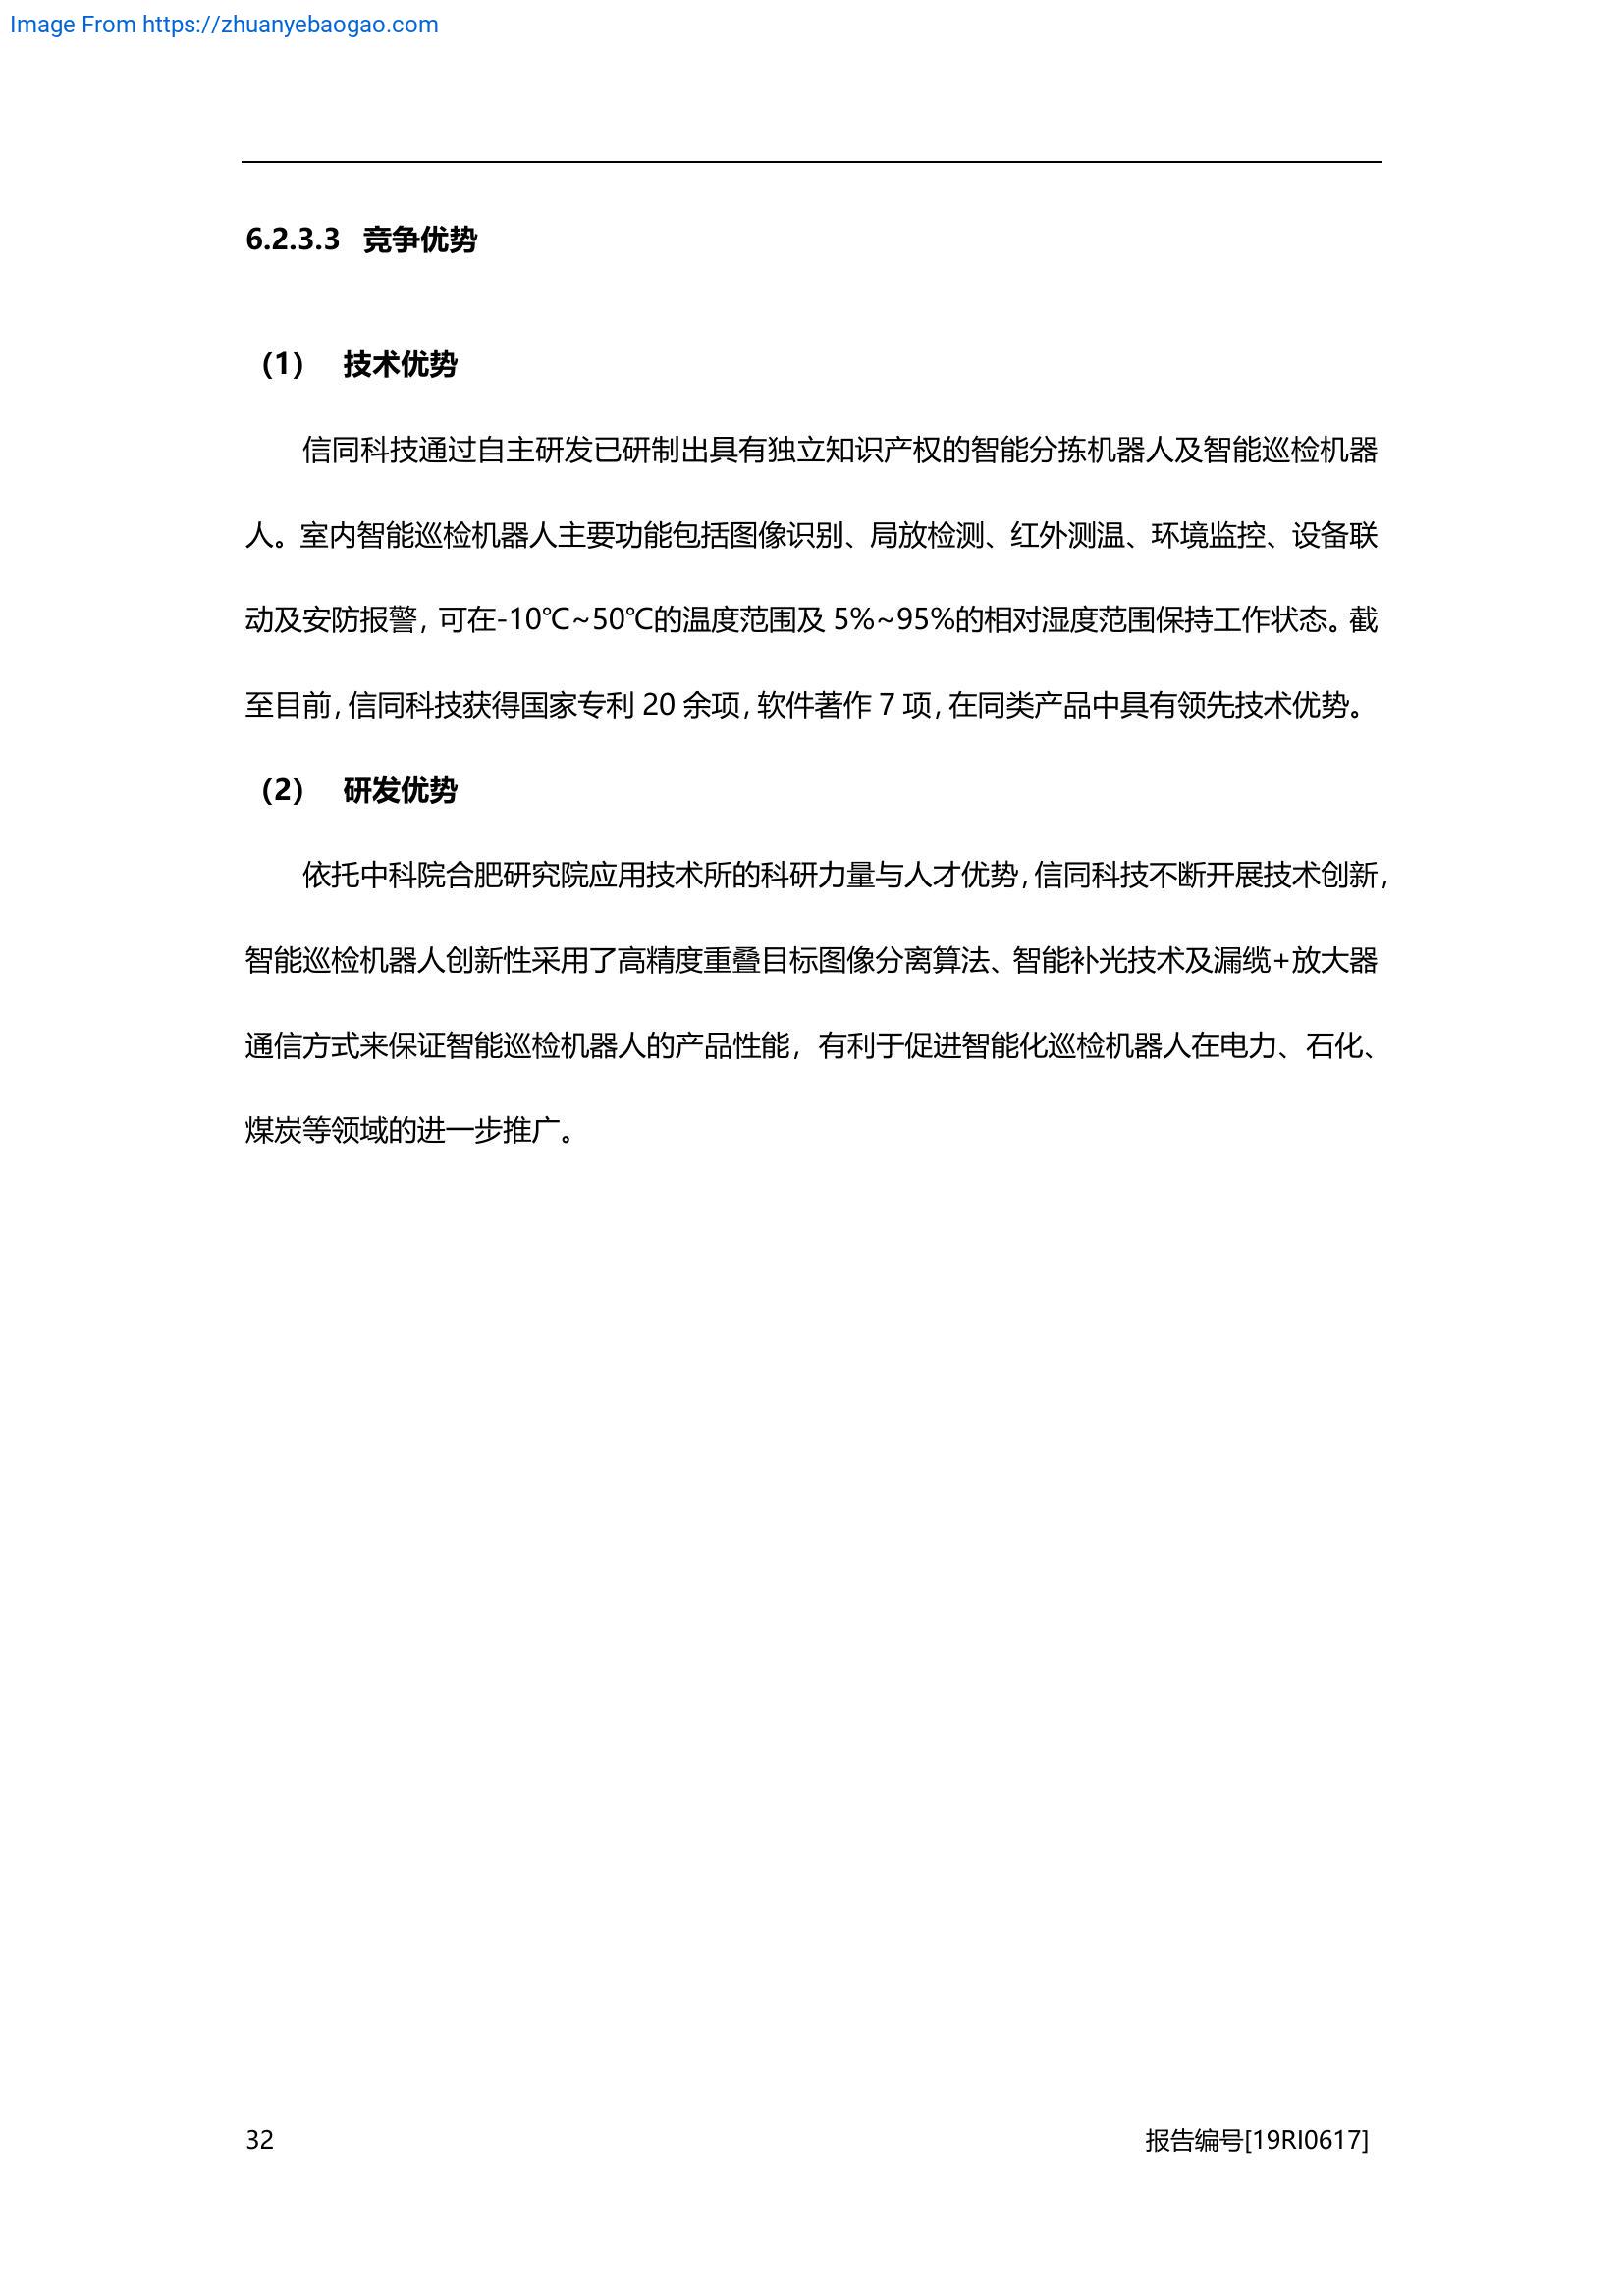 Image From https://zhuanyebaogao.com
6.2.3.3 竞争优势
（1） 技术优势
信同科技通过自主研发已研制出具有独立知识产权的智能分拣机器人及智能巡检机器
人。室内智能巡检机器人主要功能包括图像识别、局放检测、红外测温、环境监控、设备联
动及安防报警，可在-10℃~50℃的温度范围及 5%~95%的相对湿度范围保持工作状态。截
至目前，信同科技获得国家专利 20 余项，软件著作 7 项，在同类产品中具有领先技术优势。
（2） 研发优势
依托中科院合肥研究院应用技术所的科研力量与人才优势，信同科技不断开展技术创新，
智能巡检机器人创新性采用了高精度重叠目标图像分离算法、智能补光技术及漏缆+放大器
通信方式来保证智能巡检机器人的产品性能，有利于促进智能化巡检机器人在电力、石化、
煤炭等领域的进一步推广。
32
报告编号[19RI0617]